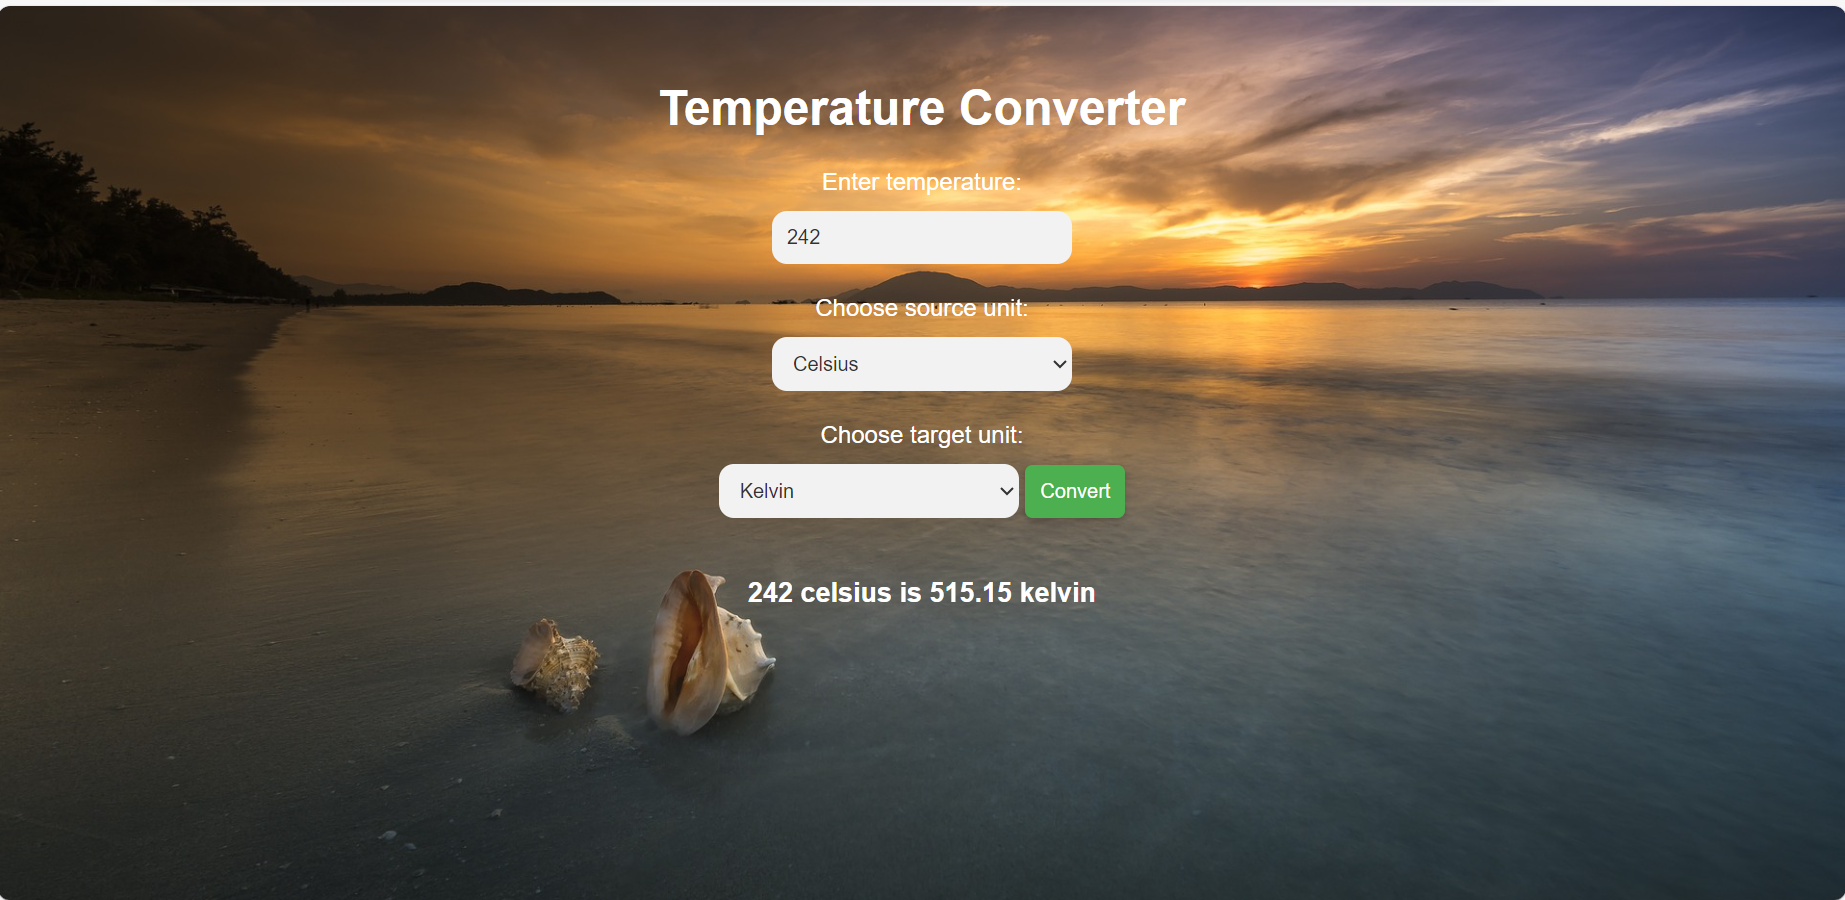 Temperature Converter
Enter temperature:
242
Choose source unit:
Celsius
Choose target unit:
Kelvin Convert
242 celsius is 515.15 kelvin